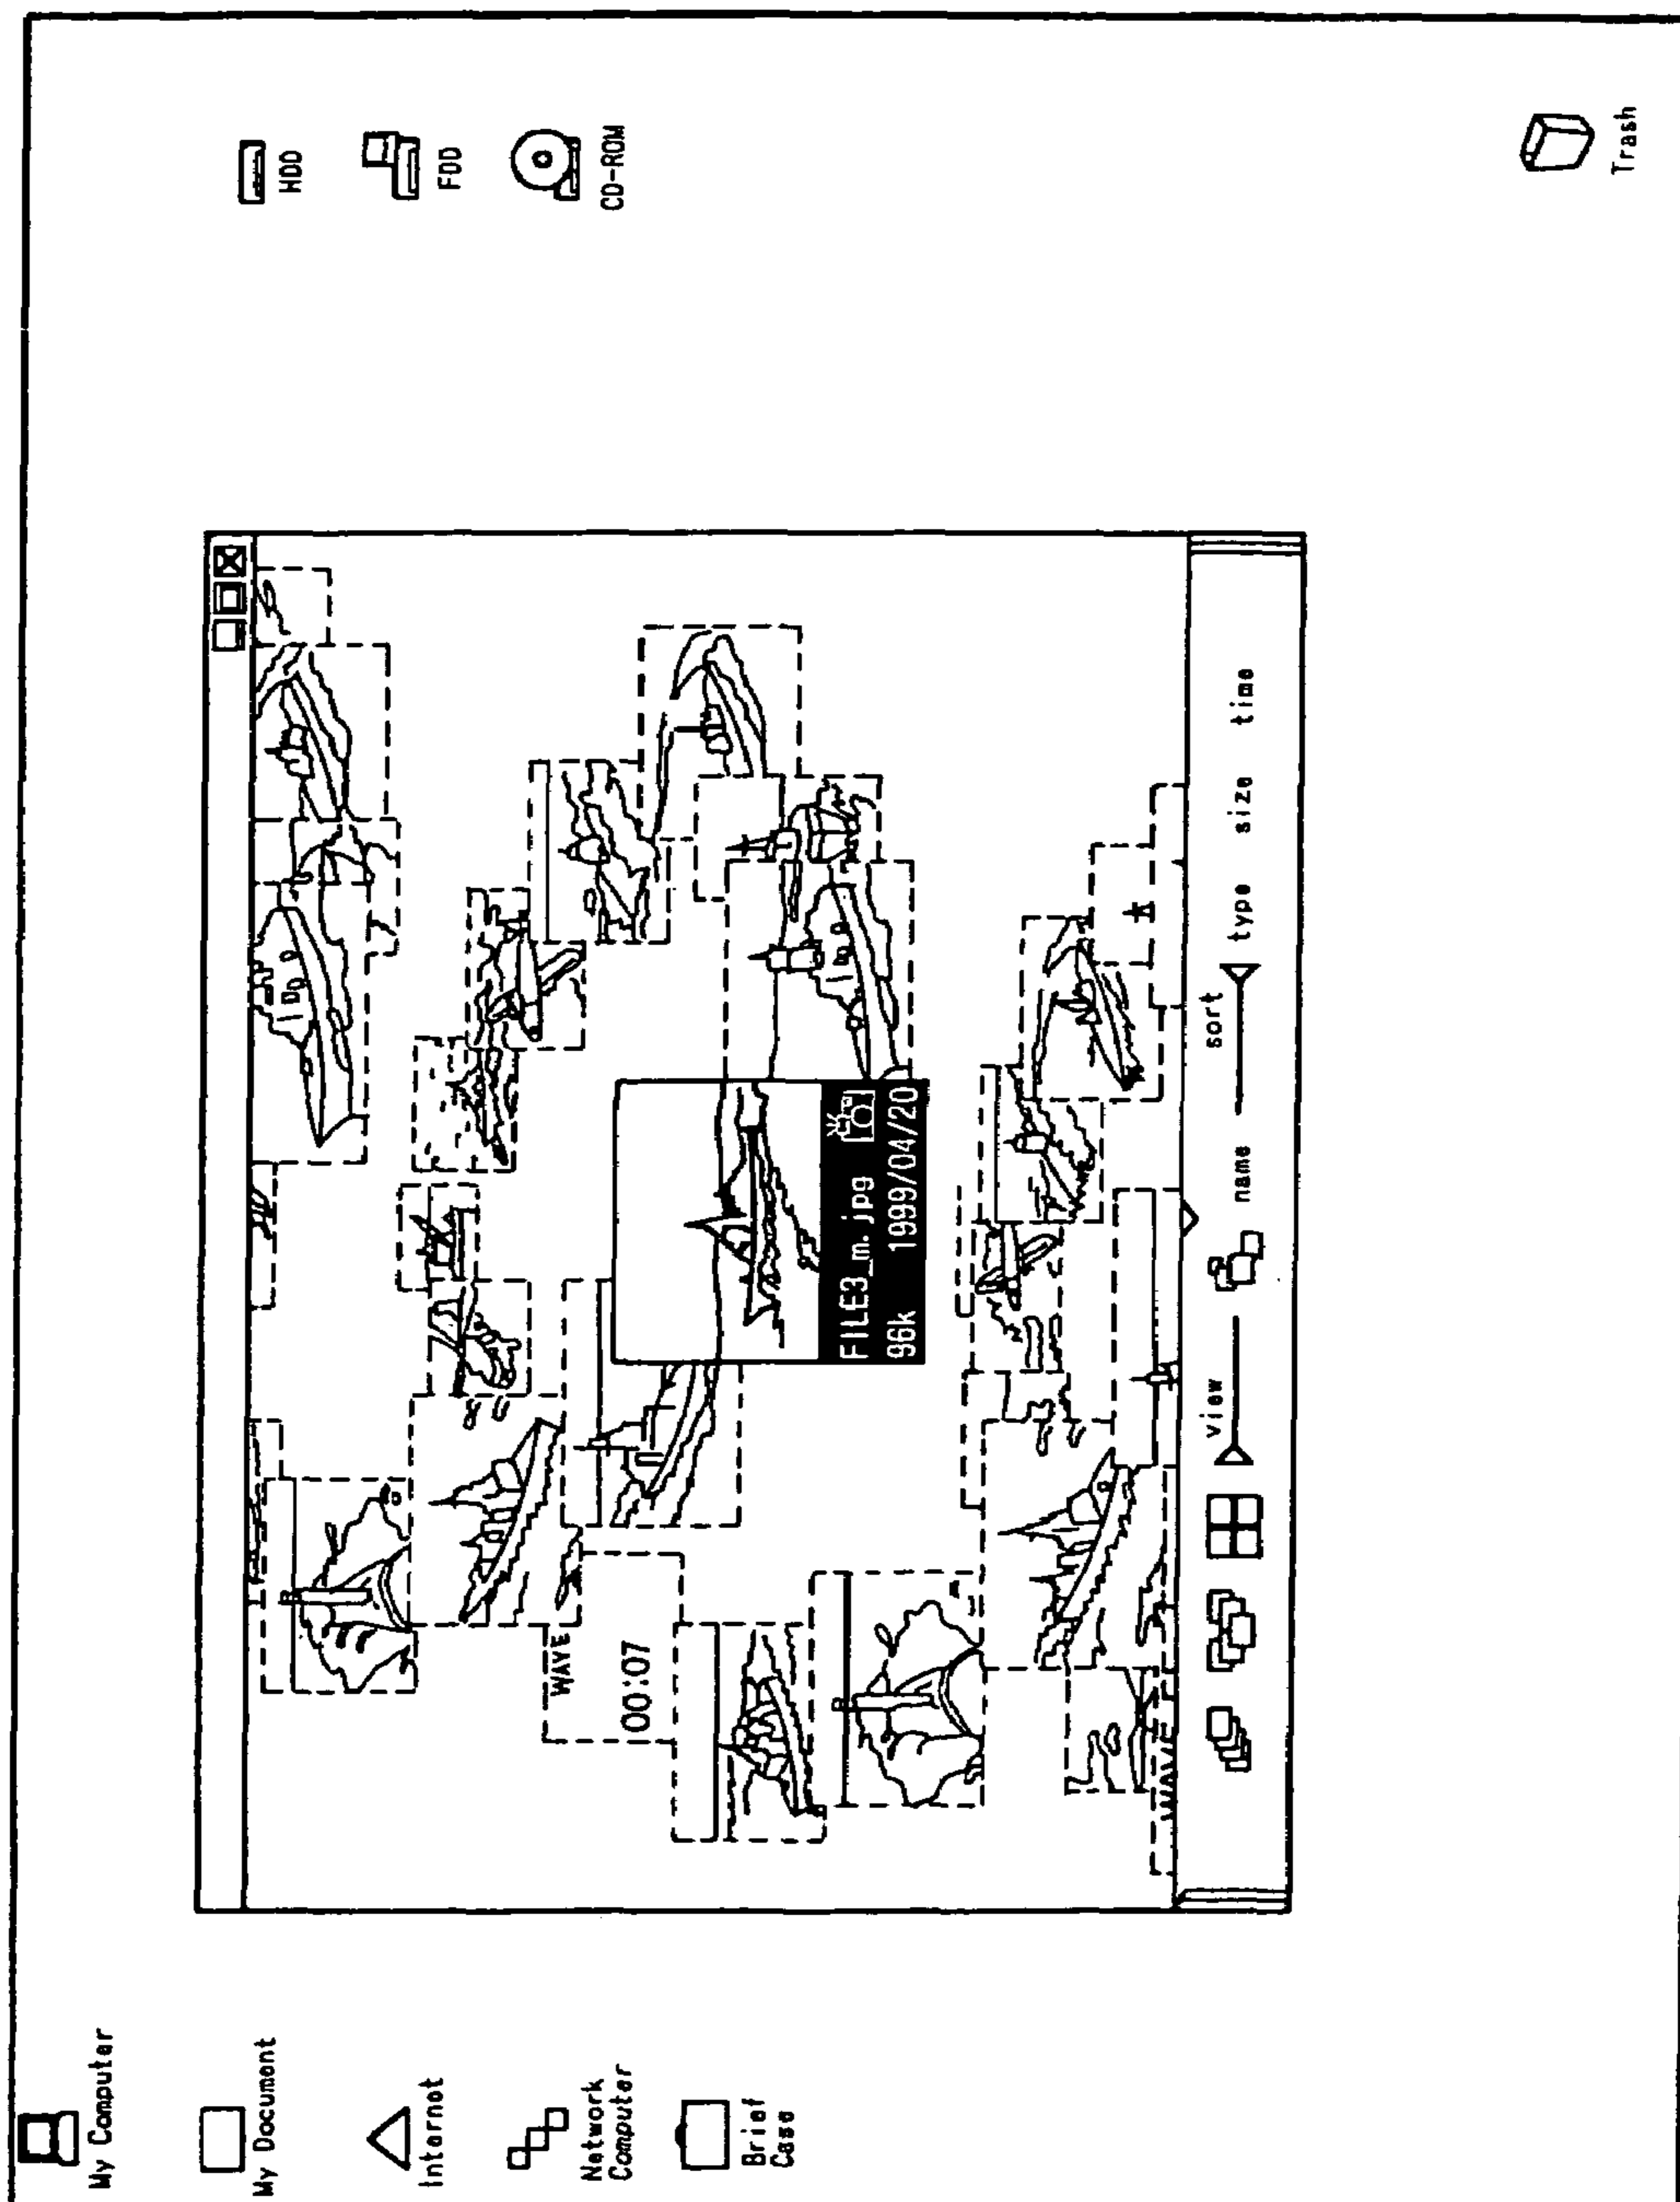 My Computer
My Document
Internet
Network
Computer
Brief
Case
HDD
FDD
CD-ROM
Trash
WAVE
00:07
FILE3_m.jpg
96k 1999/04/20
WAVE
view
sort
name
type size time